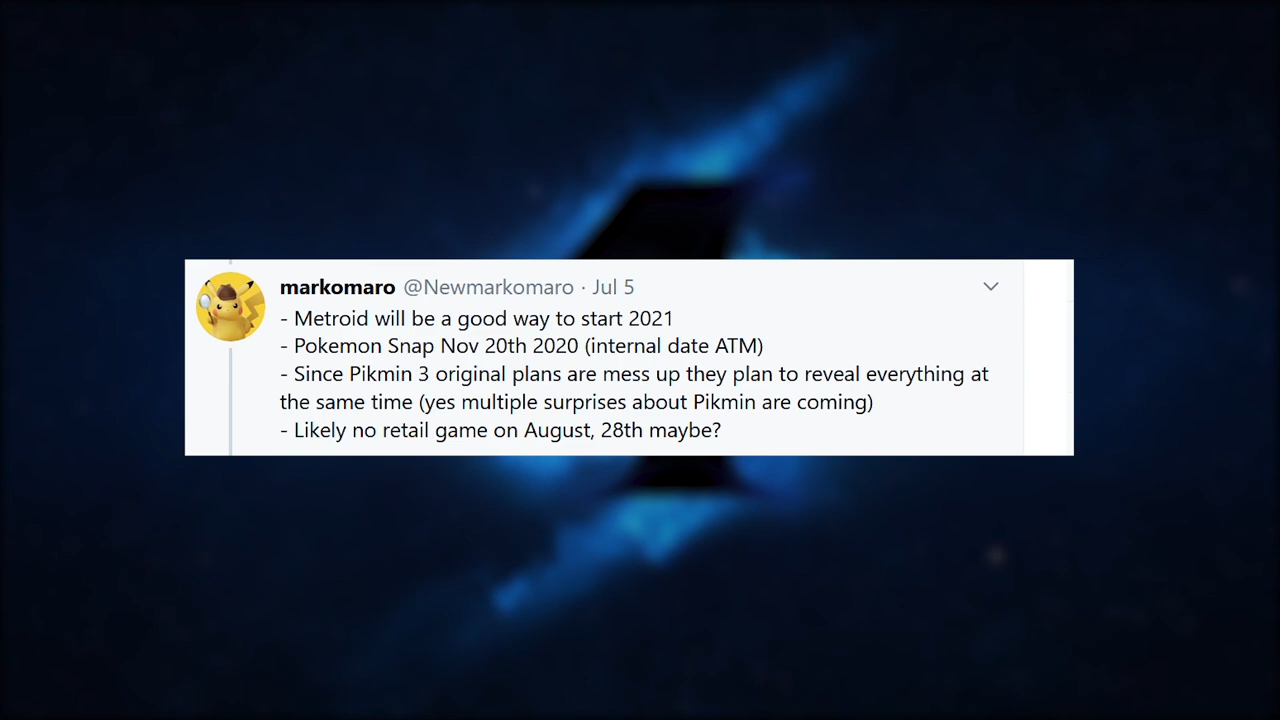 markomaro @Newmarkomaro · Jul 5
- Metroid will be a good way to start 2021
- Pokemon Snap Nov 20th 2020 (internal date ATM)
- Since Pikmin 3 original plans are mess up they plan to reveal everything at
the same time (yes multiple surprises about Pikmin are coming)
- Likely no retail game on August, 28th maybe?